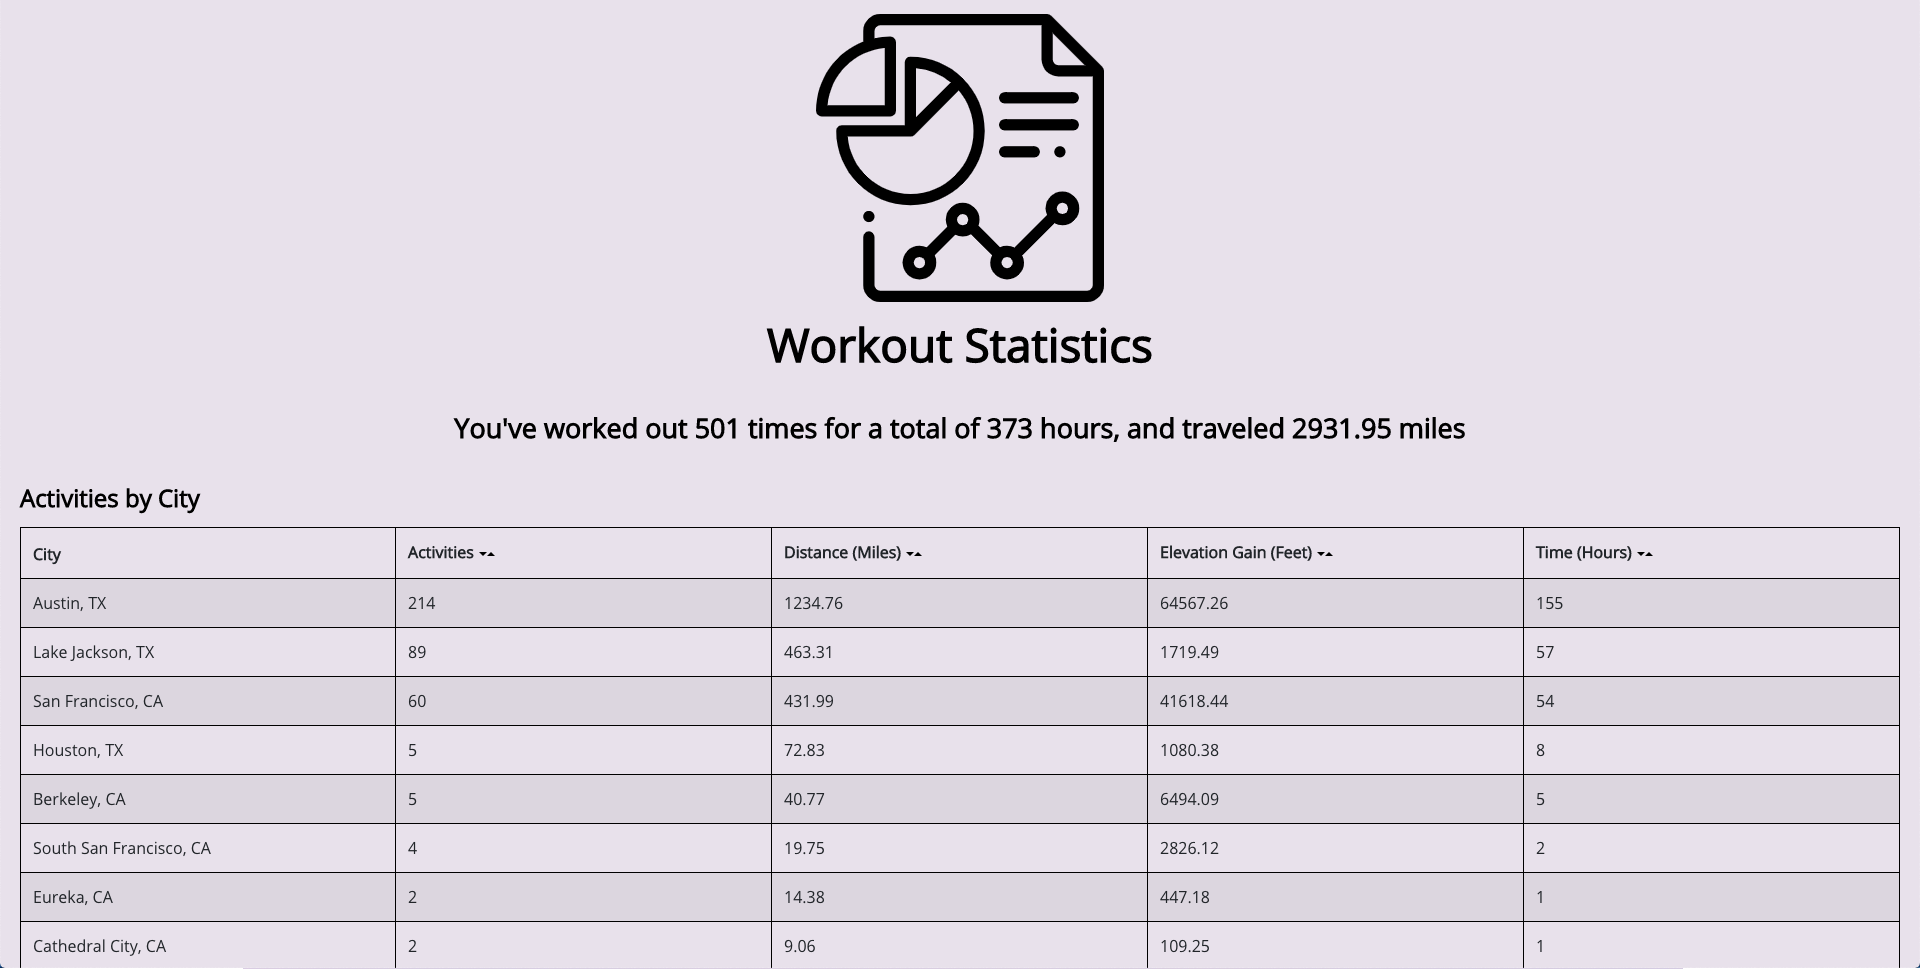 Workout Statistics
You've worked out 501 times for a total of 373 hours, and traveled 2931.95 miles
Activities by City
City Activities Distance (Miles) Elevation Gain (Feet) Time (Hours)
Austin, TX 214 1234.76 64567.26 155
Lake Jackson, TX 89 463.31 1719.49 57
San Francisco, CA 60 431.99 41618.44 54
Houston, TX 5 72.83 1080.38 8
Berkeley, CA 5 40.77 6494.09 5
South San Francisco, CA 4 19.75 2826.12 2
Eureka, CA 2 14.38 447.18 1
Cathedral City, CA 2 9.06 109.25 1